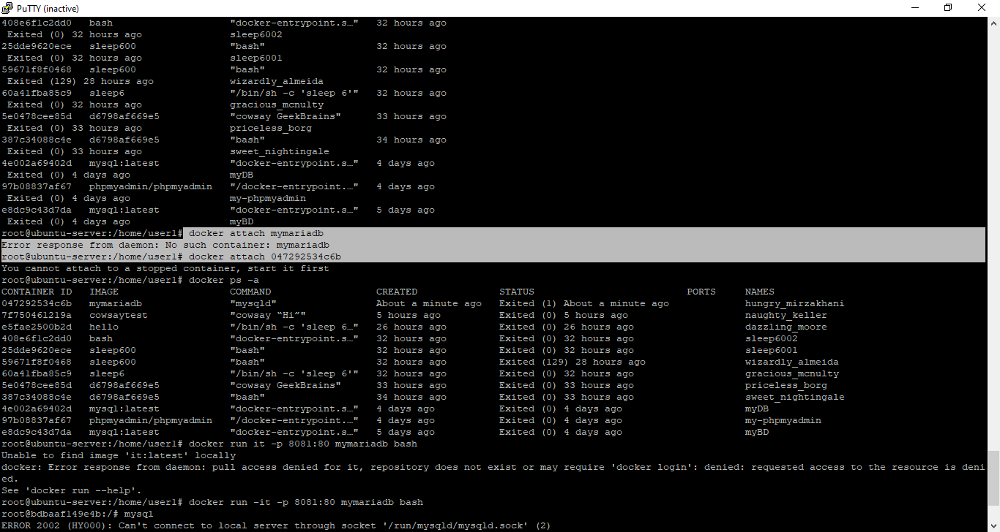 PuTTY (inactive)
408e6f1c2dd0   bash                    "docker-entrypoint.s…"   32 hours ago
 Exited (0) 32 hours ago               sleep6002
25dde9620ece   sleep600                "bash"                   32 hours ago
 Exited (0) 32 hours ago               sleep6001
59671f8f0468   sleep600                "bash"                   32 hours ago
 Exited (129) 28 hours ago             wizardly_almeida
60a41fba85c9   sleep6                  "/bin/sh -c 'sleep 6'"   32 hours ago
 Exited (0) 32 hours ago               gracious_mcnulty
5e0478cee85d   d6798af669e5            "cowsay GeekBrains"      33 hours ago
 Exited (0) 33 hours ago               priceless_borg
387c34088c4e   d6798af669e5            "bash"                   34 hours ago
 Exited (0) 33 hours ago               sweet_nightingale
4e002a69402d   mysql:latest            "docker-entrypoint.s…"   4 days ago
 Exited (0) 4 days ago                 myDB
97b08837af67   phpmyadmin/phpmyadmin   "/docker-entrypoint.…"   4 days ago
 Exited (0) 4 days ago                 my-phpmyadmin
e8dc9c43d7da   mysql:latest            "docker-entrypoint.s…"   5 days ago
 Exited (0) 4 days ago                 myBD
root@ubuntu-server:/home/user1# docker attach mymariadb
Error response from daemon: No such container: mymariadb
root@ubuntu-server:/home/user1# docker attach 047292534c6b
You cannot attach to a stopped container, start it first
root@ubuntu-server:/home/user1# docker ps -a
CONTAINER ID   IMAGE                   COMMAND                  CREATED              STATUS                          PORTS     NAMES
047292534c6b   mymariadb               "mysqld"                 About a minute ago   Exited (1) About a minute ago             hungry_mirzakhani
7f750461219a   cowsaytest              "cowsay “Hi”"            5 hours ago          Exited (0) 5 hours ago                    naughty_keller
e5fae2500b2d   hello                   "/bin/sh -c 'sleep 6…"   26 hours ago         Exited (0) 26 hours ago                   dazzling_moore
408e6f1c2dd0   bash                    "docker-entrypoint.s…"   32 hours ago         Exited (0) 32 hours ago                   sleep6002
25dde9620ece   sleep600                "bash"                   32 hours ago         Exited (0) 32 hours ago                   sleep6001
59671f8f0468   sleep600                "bash"                   32 hours ago         Exited (129) 28 hours ago                 wizardly_almeida
60a41fba85c9   sleep6                  "/bin/sh -c 'sleep 6'"   32 hours ago         Exited (0) 32 hours ago                   gracious_mcnulty
5e0478cee85d   d6798af669e5            "cowsay GeekBrains"      33 hours ago         Exited (0) 33 hours ago                   priceless_borg
387c34088c4e   d6798af669e5            "bash"                   34 hours ago         Exited (0) 33 hours ago                   sweet_nightingale
4e002a69402d   mysql:latest            "docker-entrypoint.s…"   4 days ago           Exited (0) 4 days ago                     myDB
97b08837af67   phpmyadmin/phpmyadmin   "/docker-entrypoint.…"   4 days ago           Exited (0) 4 days ago                     my-phpmyadmin
e8dc9c43d7da   mysql:latest            "docker-entrypoint.s…"   5 days ago           Exited (0) 4 days ago                     myBD
root@ubuntu-server:/home/user1# docker run it -p 8081:80 mymariadb bash
Unable to find image 'it:latest' locally
docker: Error response from daemon: pull access denied for it, repository does not exist or may require 'docker login': denied: requested access to the resource is deni
ed.
See 'docker run --help'.
root@ubuntu-server:/home/user1# docker run -it -p 8081:80 mymariadb bash
root@bdbaaf149e4b:/# mysql
ERROR 2002 (HY000): Can't connect to local server through socket '/run/mysqld/mysqld.sock' (2)